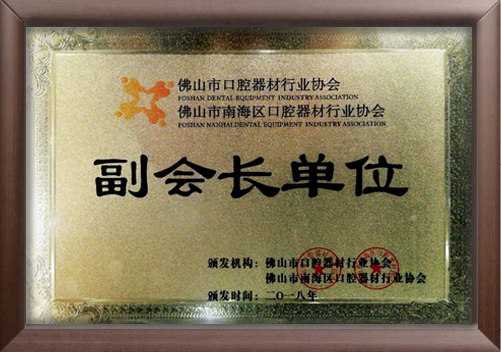 佛山市口腔器材行业协会
FOSHAN DENTAL EQUIPMENT INDUSTRY ASSOCIATION
佛山市南海区口腔器材行业协会
FOSHAN NANHAI DENTAL EQUIPMENT INDUSTRY ASSOCIATION
副会长单位
颁发机构：佛山市口腔器材行业协会
佛山市南海区口腔器材行业协会
颁发时间：二〇一八年